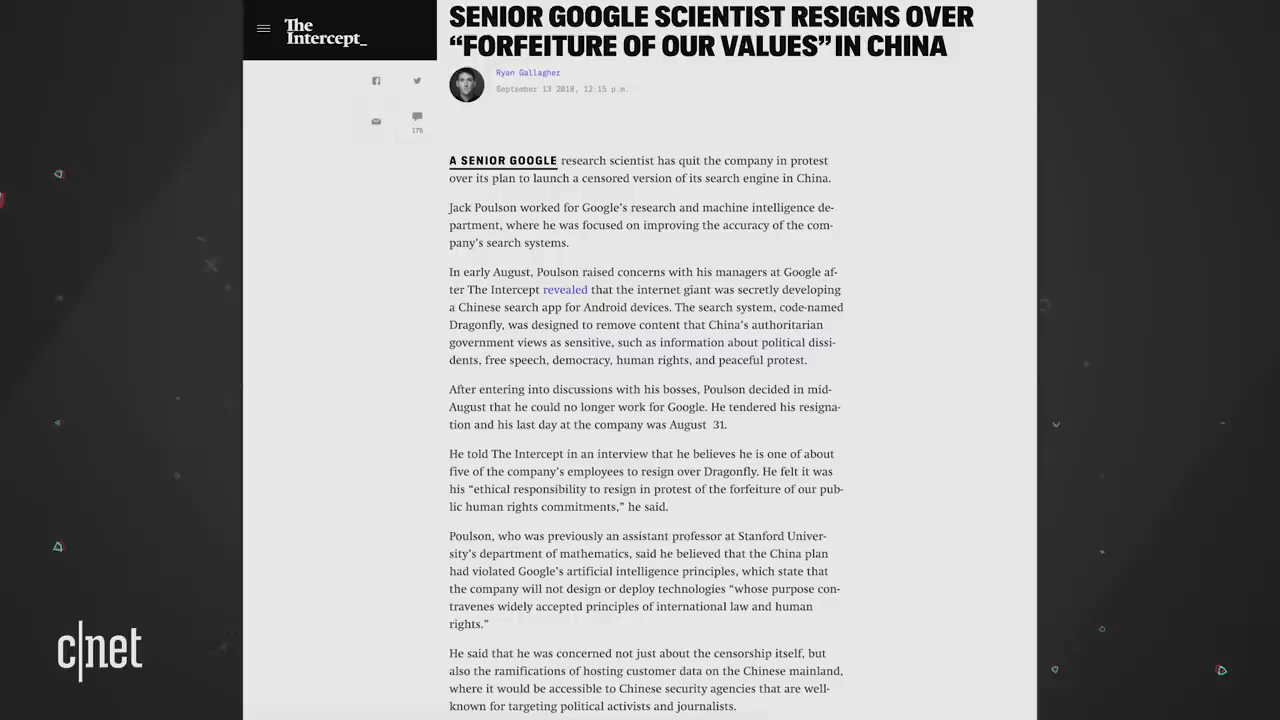 The
Intercept_
SENIOR GOOGLE SCIENTIST RESIGNS OVER
“FORFEITURE OF OUR VALUES” IN CHINA
Ryan Gallagher
September 13 2018, 12:15 p.m.
175
A SENIOR GOOGLE research scientist has quit the company in protest
over its plan to launch a censored version of its search engine in China.
Jack Poulson worked for Google’s research and machine intelligence de-
partment, where he was focused on improving the accuracy of the com-
pany’s search systems.
In early August, Poulson raised concerns with his managers at Google af-
ter The Intercept revealed that the internet giant was secretly developing
a Chinese search app for Android devices. The search system, code-named
Dragonfly, was designed to remove content that China’s authoritarian
government views as sensitive, such as information about political dissi-
dents, free speech, democracy, human rights, and peaceful protest.
After entering into discussions with his bosses, Poulson decided in mid-
August that he could no longer work for Google. He tendered his resigna-
tion and his last day at the company was August 31.
He told The Intercept in an interview that he believes he is one of about
five of the company’s employees to resign over Dragonfly. He felt it was
his “ethical responsibility to resign in protest of the forfeiture of our pub-
lic human rights commitments,” he said.
Poulson, who was previously an assistant professor at Stanford Univer-
sity’s department of mathematics, said he believed that the China plan
had violated Google’s artificial intelligence principles, which state that
the company will not design or deploy technologies “whose purpose con-
travenes widely accepted principles of international law and human
rights.”
He said that he was concerned not just about the censorship itself, but
also the ramifications of hosting customer data on the Chinese mainland,
where it would be accessible to Chinese security agencies that are well-
known for targeting political activists and journalists.
c|net